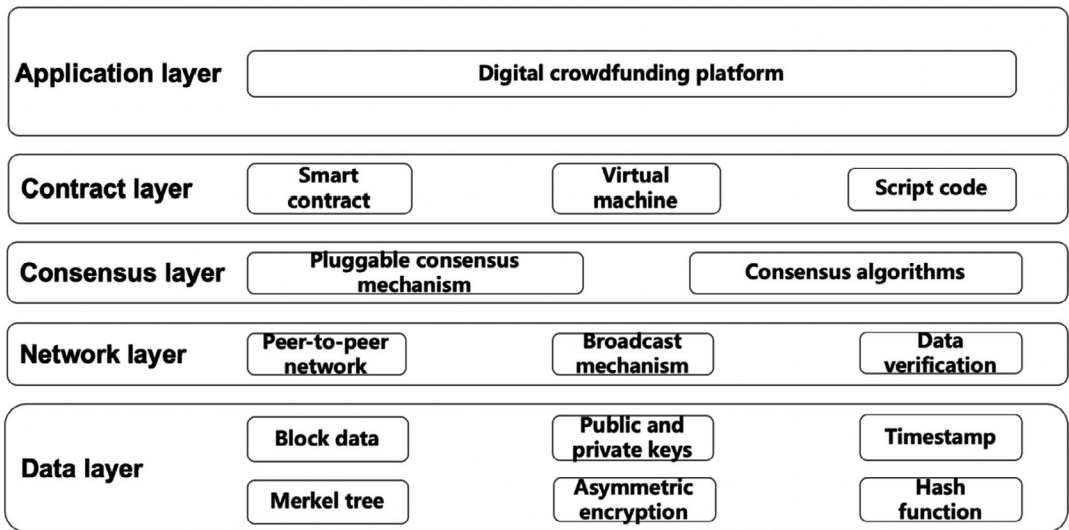 Application layer
Digital crowdfunding platform
Contract layer
Smart
contract
Virtual
machine
Script code
Consensus layer
Pluggable consensus
mechanism
Consensus algorithms
Network layer
Peer-to-peer
network
Broadcast
mechanism
Data
verification
Data layer
Block data
Public and
private keys
Timestamp
Merkel tree
Asymmetric
encryption
Hash
function